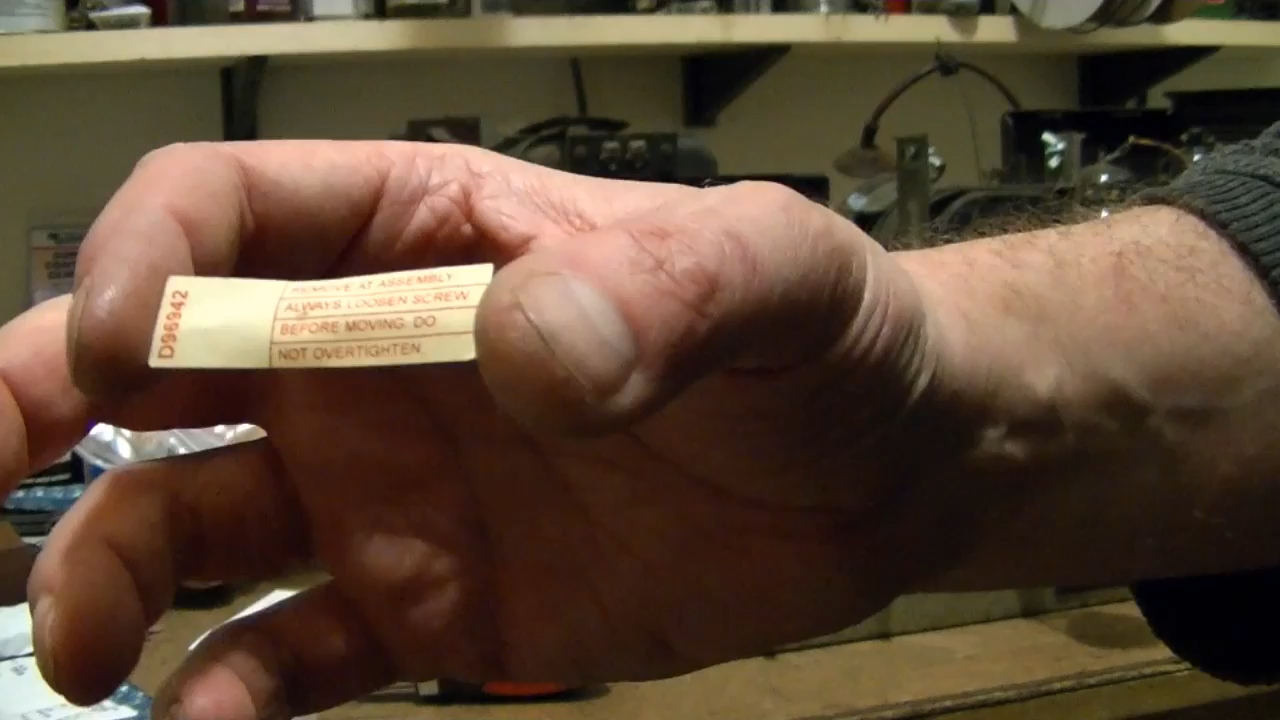 D96942
REMOVE AT ASSEMBLY
ALWAYS LOOSEN SCREW
BEFORE MOVING. DO
NOT OVERTIGHTEN.